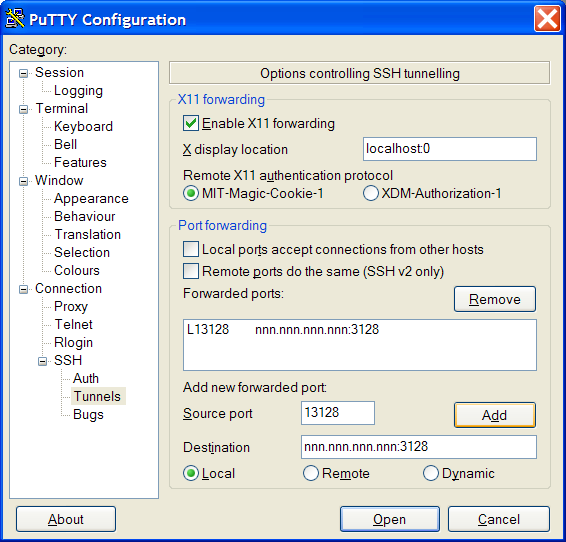 PuTTY Configuration
Category:
Session
Logging
Terminal
Keyboard
Bell
Features
Window
Appearance
Behaviour
Translation
Selection
Colours
Connection
Proxy
Telnet
Rlogin
SSH
Auth
Tunnels
Bugs
Options controlling SSH tunnelling
X11 forwarding
Enable X11 forwarding
X display location
localhost:0
Remote X11 authentication protocol
MIT-Magic-Cookie-1
XDM-Authorization-1
Port forwarding
Local ports accept connections from other hosts
Remote ports do the same (SSH v2 only)
Forwarded ports:
Remove
L13128 nnn.nnn.nnn.nnn:3128
Add new forwarded port:
Source port
13128
Add
Destination
nnn.nnn.nnn.nnn:3128
Local
Remote
Dynamic
About
Open
Cancel